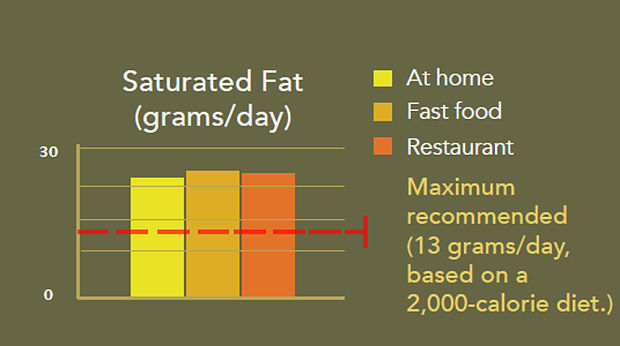 Saturated Fat
(grams/day)
30
0
At home
Fast food
Restaurant
Maximum
recommended
(13 grams/day,
based on a
2,000-calorie diet.)